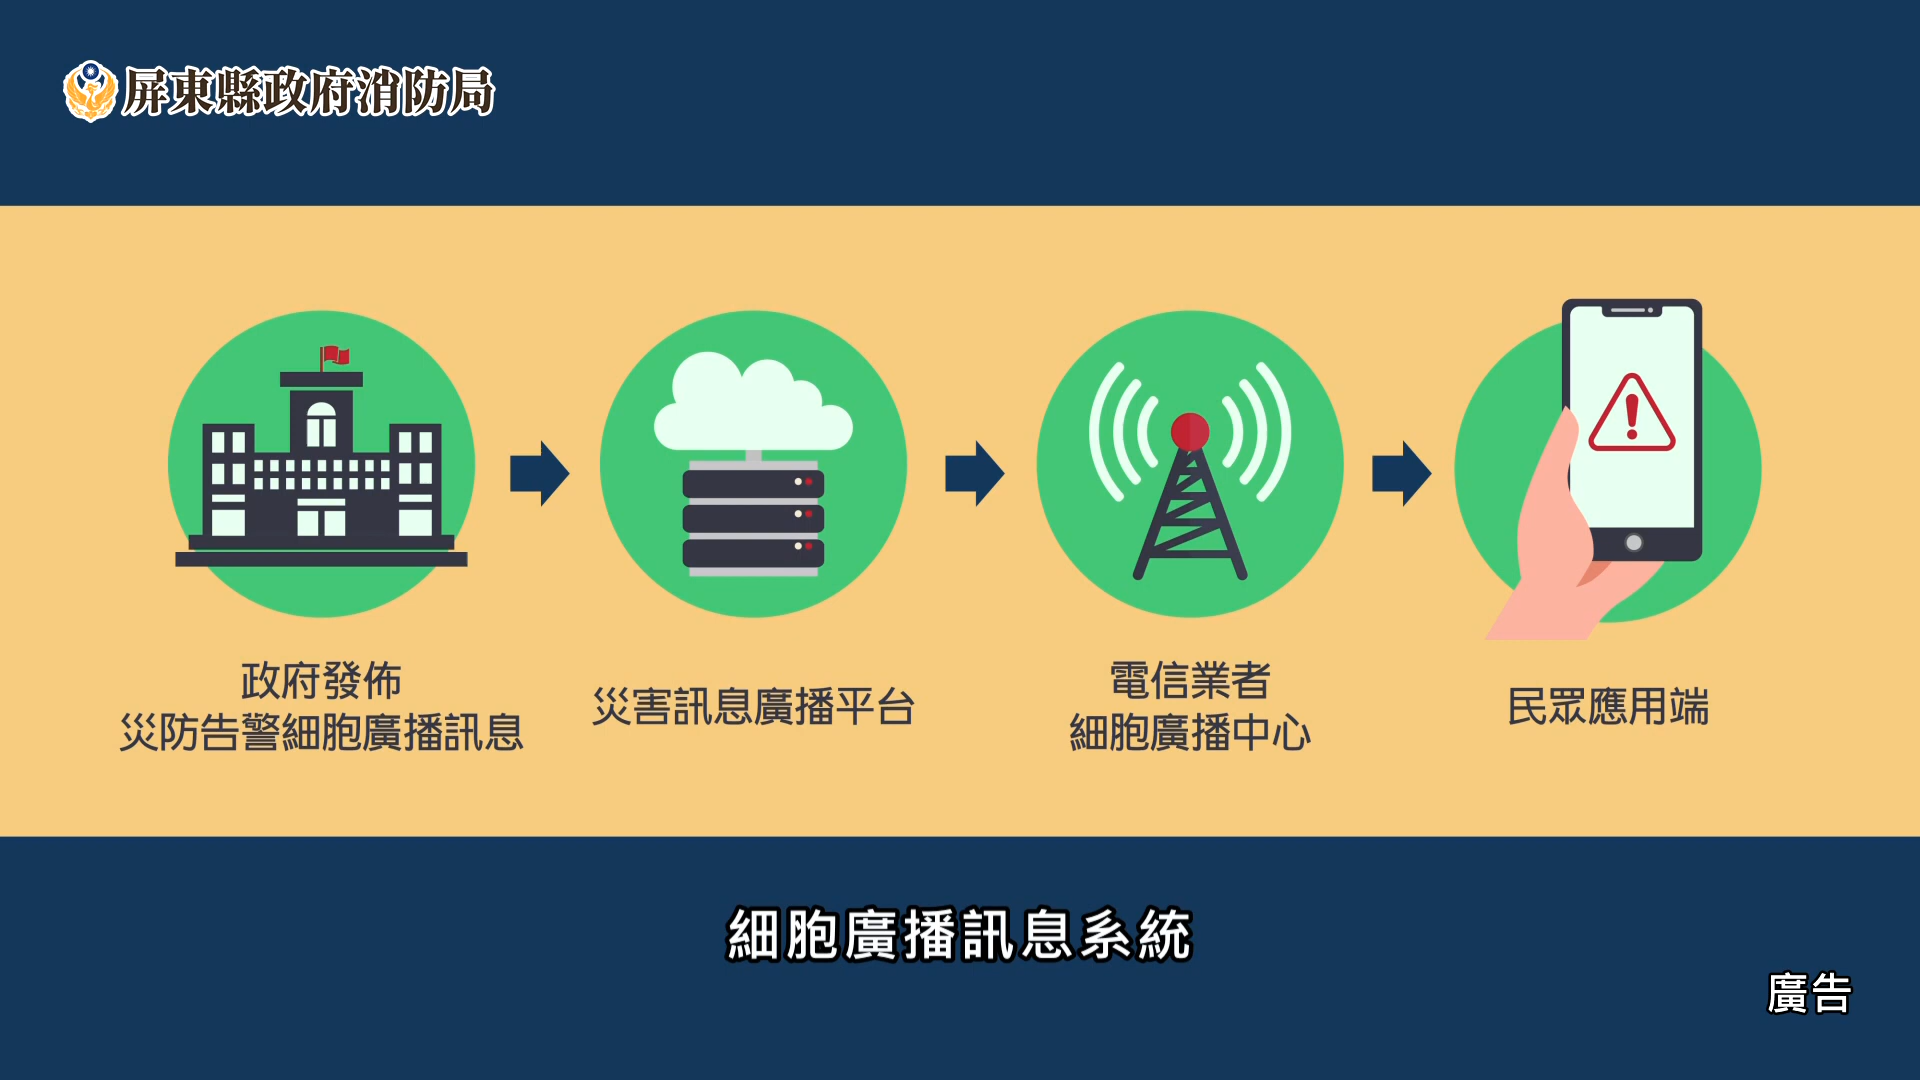 屏東縣政府消防局
政府發佈
災防告警細胞廣播訊息
災害訊息廣播平台
電信業者
細胞廣播中心
民眾應用端
細胞廣播訊息系統
廣告